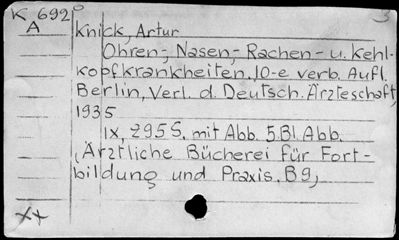 K 692
A
3
Knick, Artur
Ohren-, Nasen,- Rachen- u. Kehl-
kopfkrankheiten. 10-e verb. Aufl.
Berlin, Verl. d. Deutsch. Ärzteschaft,
1935
IX, 295 S. mit Abb. 5 Bl. Abb.
(Ärztliche Bücherei für Fort-
bildung und Praxis. B 9)
XX